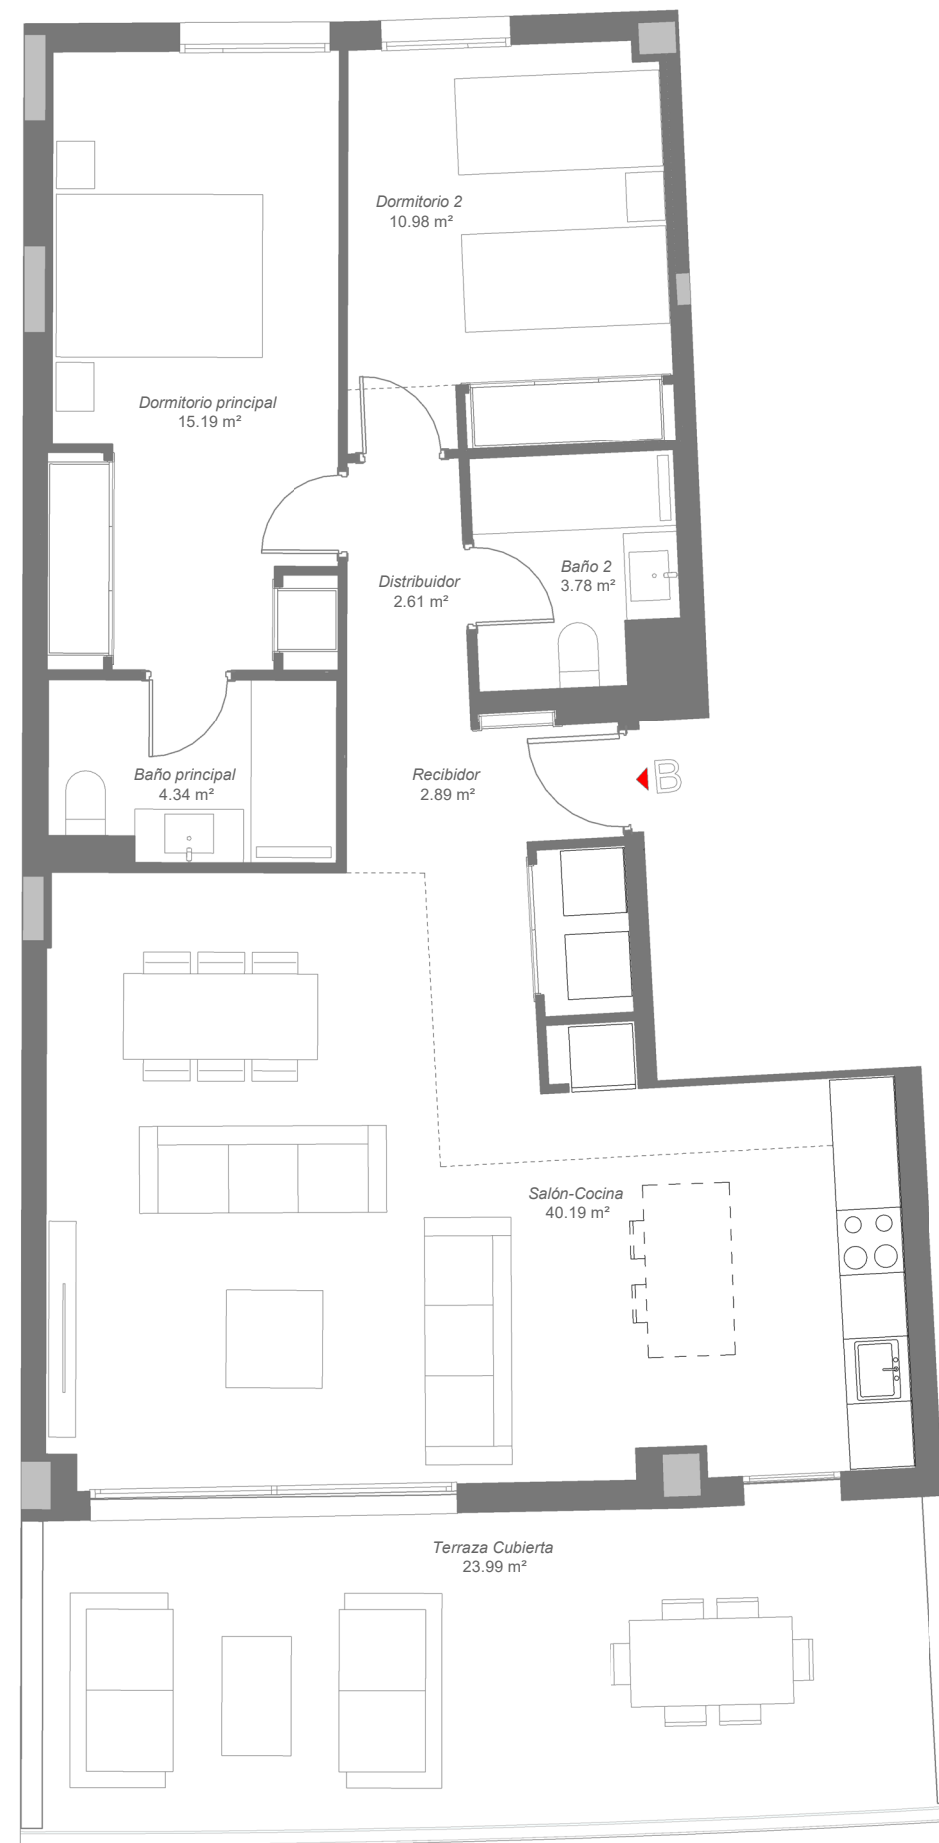 Dormitorio 2
10.98 m²
Dormitorio principal
15.19 m²
Distribuidor
2.61 m²
Baño 2
3.78 m²
Baño principal
4.34 m²
Recibidor
2.89 m²
B
Salón-Cocina
40.19 m²
Terraza Cubierta
23.99 m²